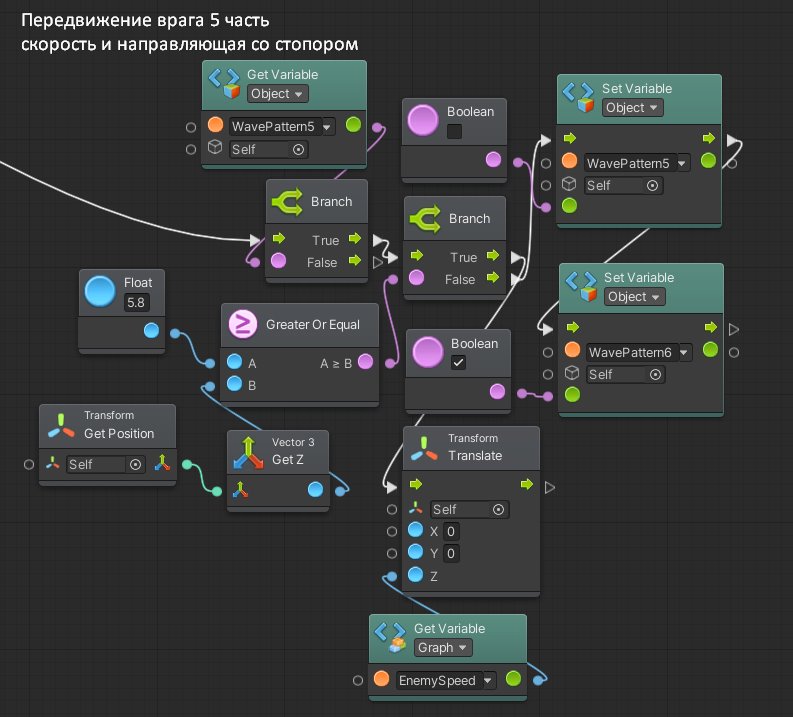 Передвижение врага 5 часть
скорость и направляющая со стопором
Get Variable
Object
WavePattern5
Self
Boolean
Set Variable
Object
WavePattern5
Self
Branch
True
False
Branch
True
False
Float
5.8
Greater Or Equal
A
A ≥ B
B
Boolean
Set Variable
Object
WavePattern6
Self
Transform
Get Position
Self
Vector 3
Get Z
Transform
Translate
Self
X 0
Y 0
Z
Get Variable
Graph
EnemySpeed